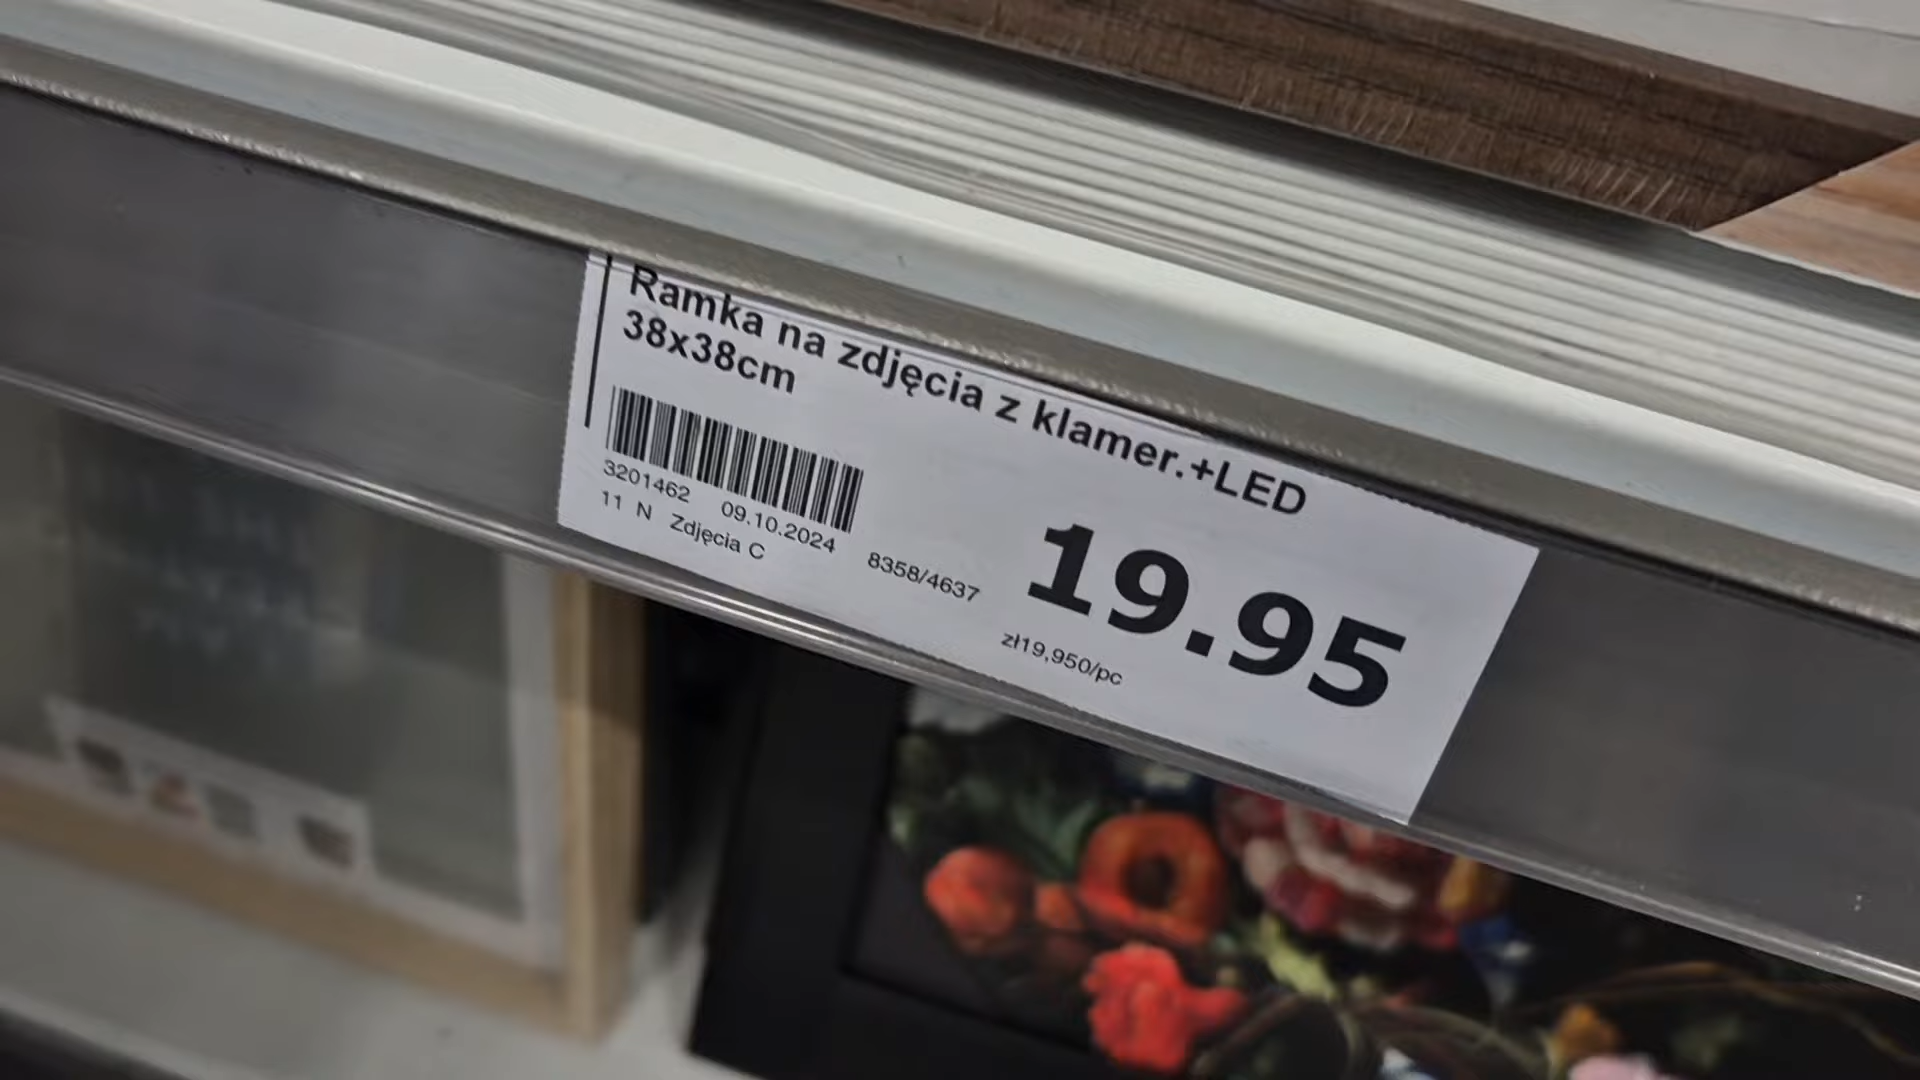 Ramka na zdjęcia z klamer.+LED
38x38cm
3201462 09.10.2024
11 N Zdjęcia C
8358/4637
19.95
zł19,950/pc